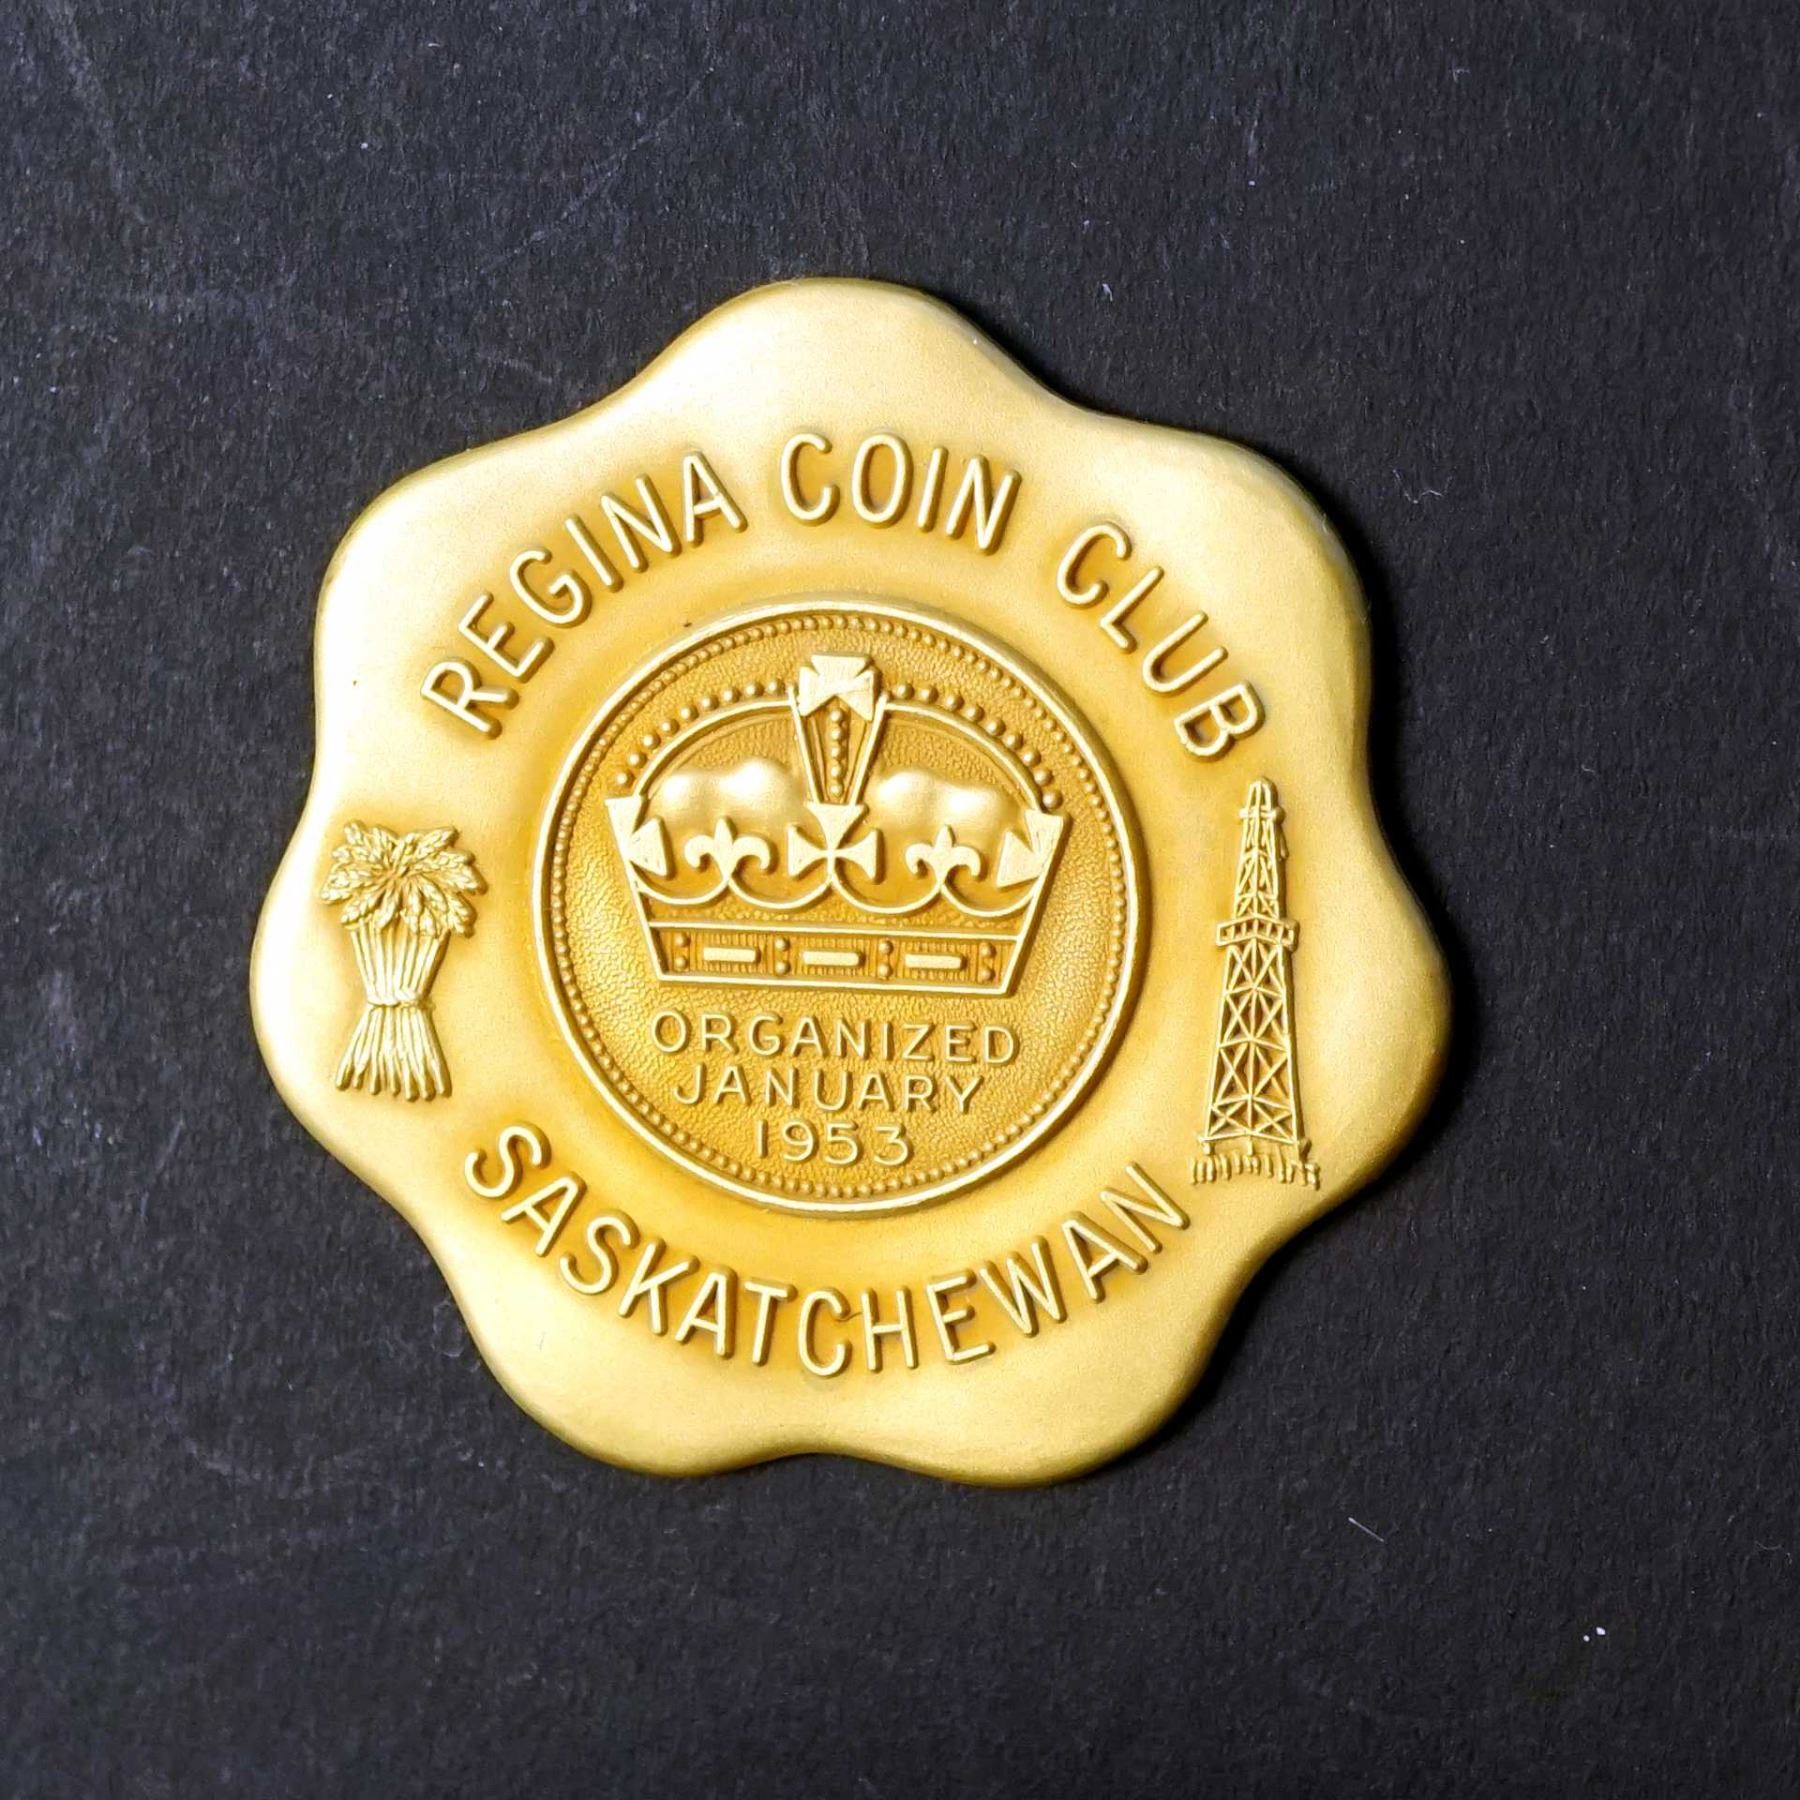 REGINA COIN CLUB
ORGANIZED
JANUARY
1953
SASKATCHEWAN